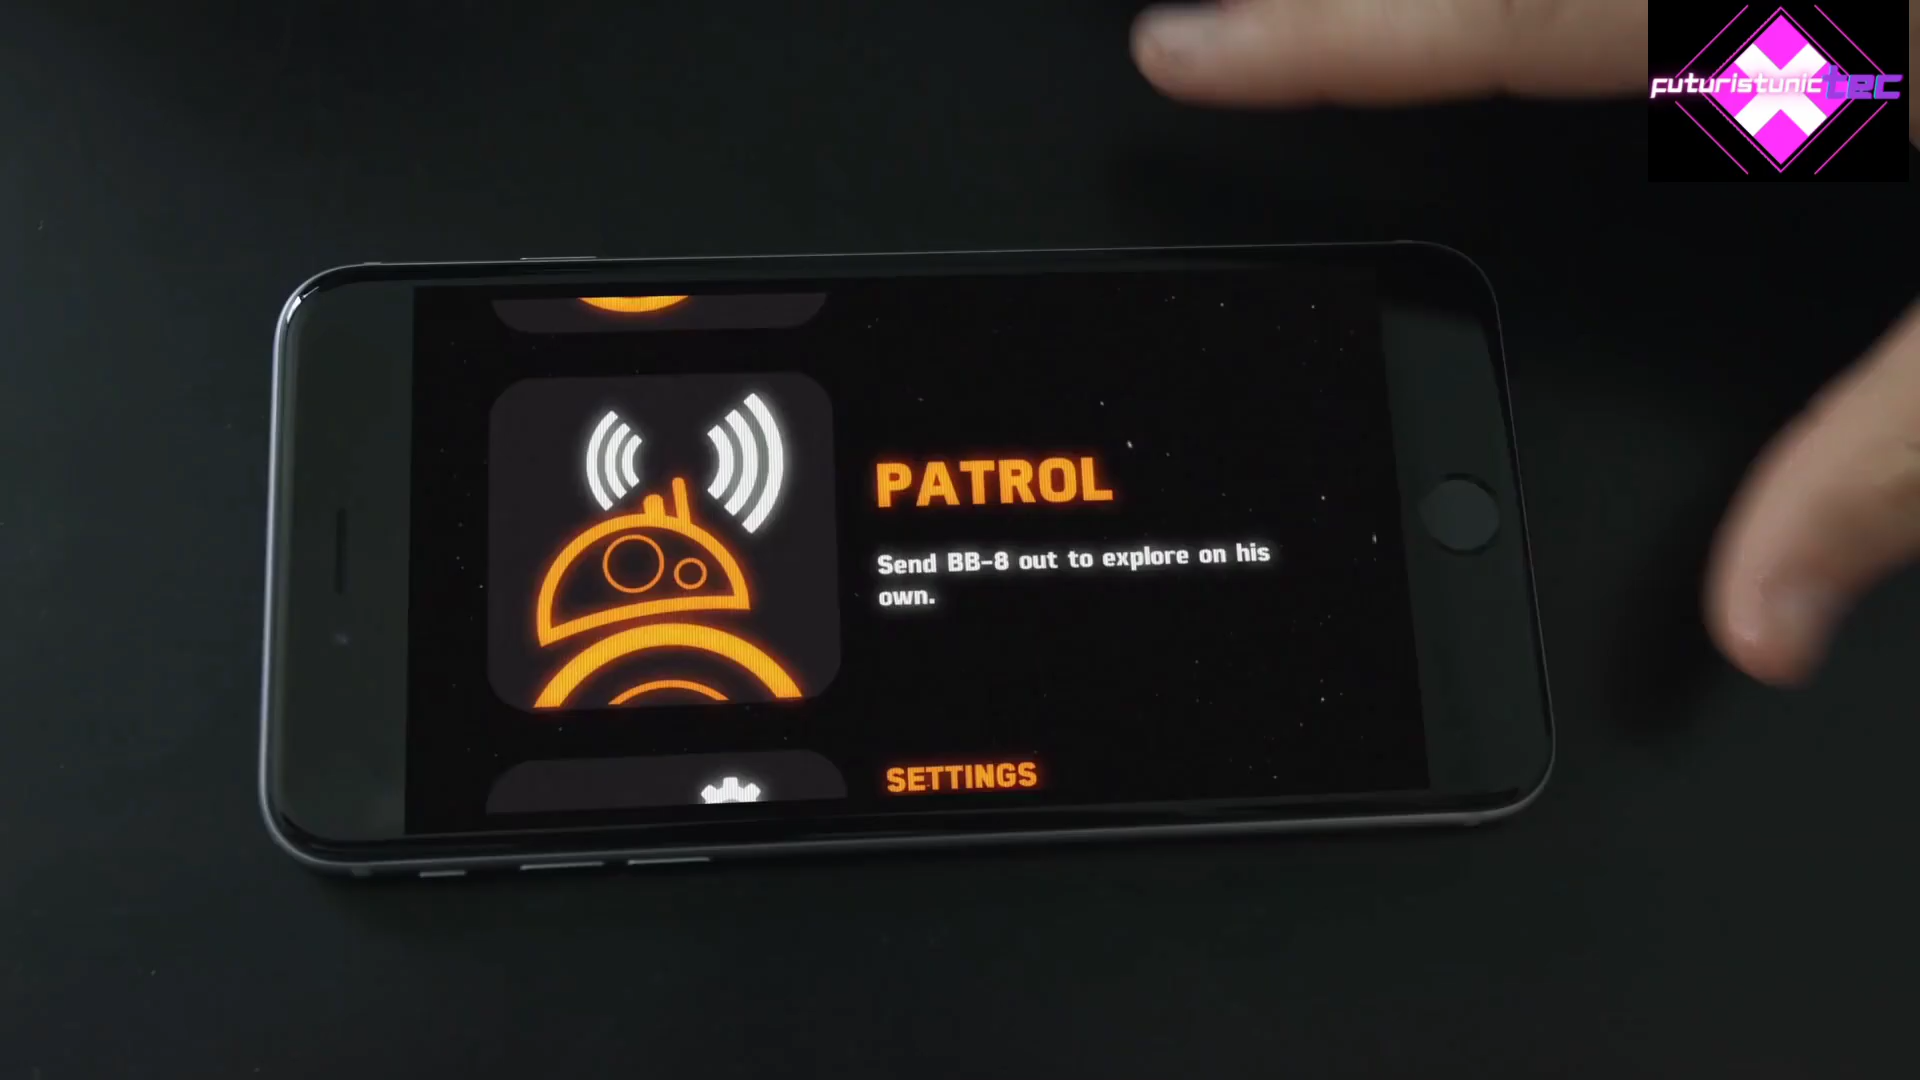 futuristunictec
PATROL
Send BB-8 out to explore on his
own.
SETTINGS